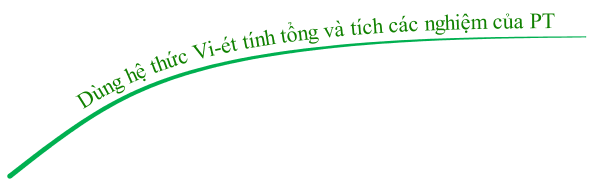 Dùng hệ thức Vi-ét tính tổng và tích các nghiệm của PT